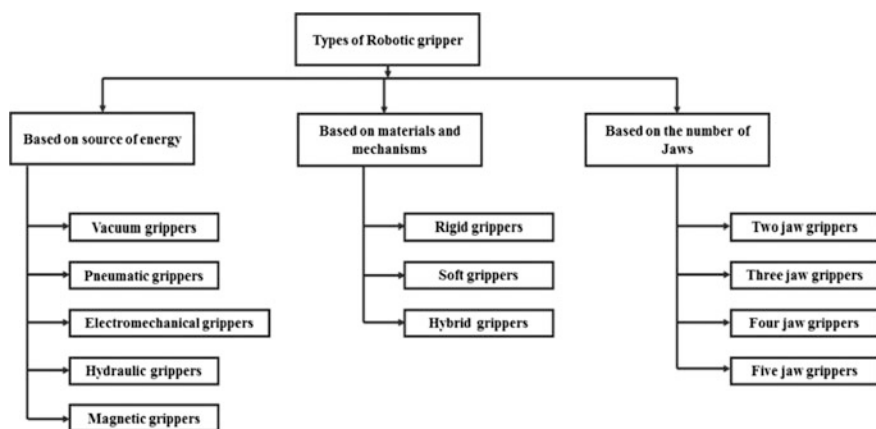 Types of Robotic gripper
Based on source of energy
Based on materials and
mechanisms
Based on the number of
Jaws
Vacuum grippers
Pneumatic grippers
Electromechanical grippers
Hydraulic grippers
Magnetic grippers
Rigid grippers
Soft grippers
Hybrid grippers
Two jaw grippers
Three jaw grippers
Four jaw grippers
Five jaw grippers